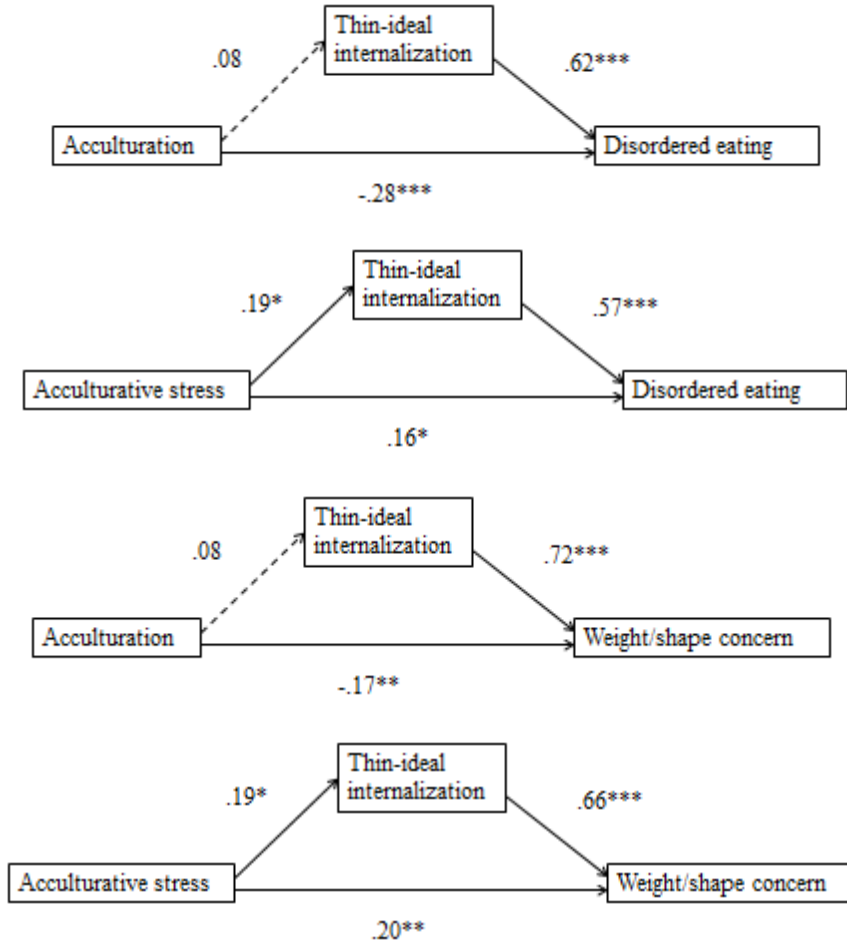 Thin-ideal
internalization
.08
.62***
Acculturation
Disordered eating
-.28***
Thin-ideal
internalization
.19*
.57***
Acculturative stress
Disordered eating
.16*
Thin-ideal
internalization
.08
.72***
Acculturation
Weight/shape concern
-.17**
Thin-ideal
internalization
.19*
.66***
Acculturative stress
Weight/shape concern
.20**